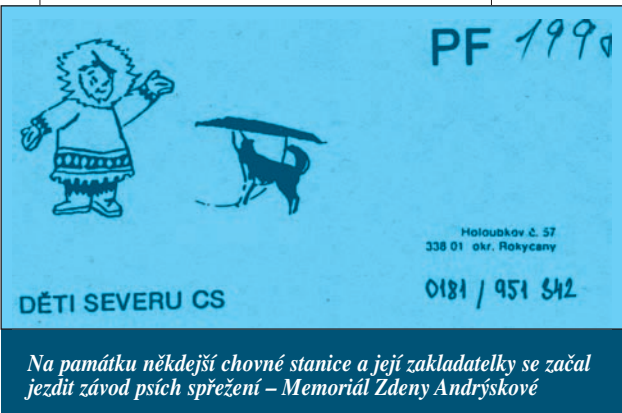 PF 199
Holoubkov č. 57
338 01 okr. Rokycany
DĚTI SEVERU CS
0181 / 951 342
Na památku někdejší chovné stanice a její zakladatelky se začal
jezdit závod psích spřežení – Memoriál Zdeny Andrýskové